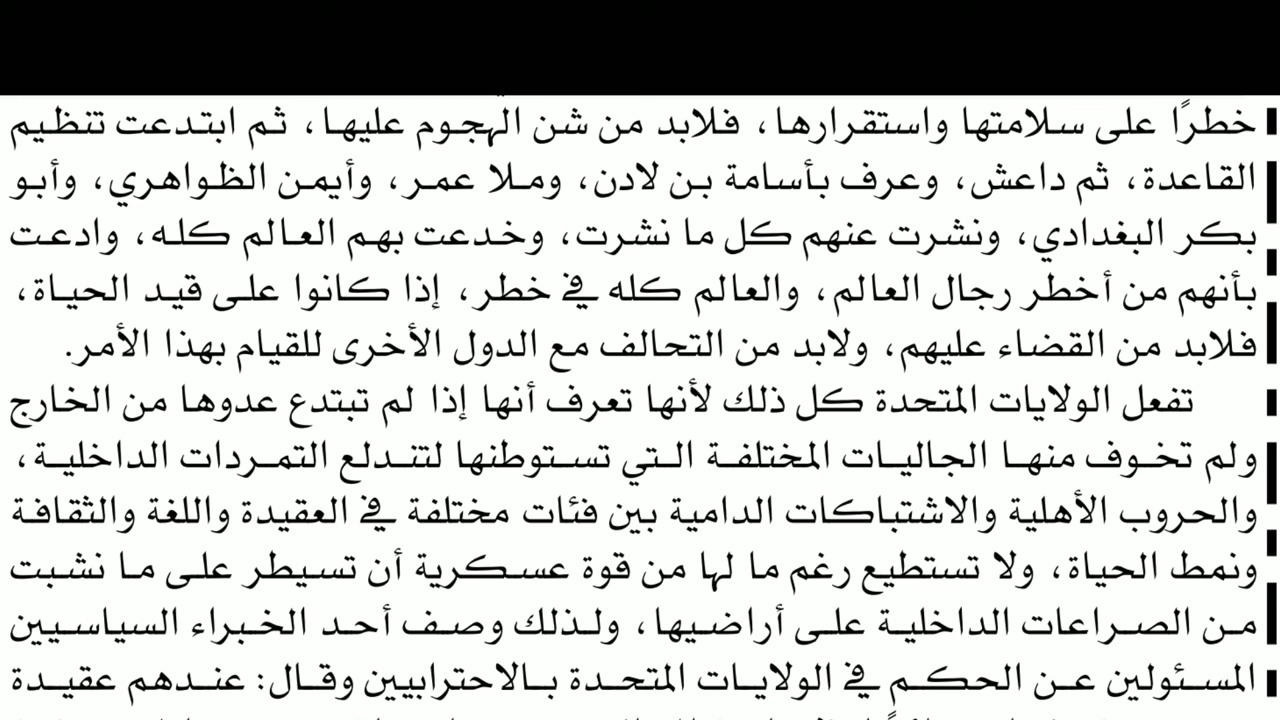 خطرًا على سلامتها واستقرارها، فلابد من شن الهجوم عليها، ثم ابتدعت تنظيم
القاعدة، ثم داعش، وعرف بأسامة بن لادن، وملا عمر، وأيمن الظواهري، وأبو
بكر البغدادي، ونشرت عنهم كل ما نشرت، وخدعت بهم العالم كله، وادعت
بأنهم من أخطر رجال العالم، والعالم كله في خطر، إذا كانوا على قيد الحياة،
فلابد من القضاء عليهم، ولابد من التحالف مع الدول الأخرى للقيام بهذا الأمر.
تفعل الولايات المتحدة كل ذلك لأنها تعرف أنها إذا لم تبتدع عدوها من الخارج
ولم تخوف منها الجاليات المختلفة التي تستوطنها لتندلع التمردات الداخلية،
والحروب الأهلية والاشتباكات الدامية بين فئات مختلفة في العقيدة واللغة والثقافة
ونمط الحياة، ولا تستطيع رغم ما لها من قوة عسكرية أن تسيطر على ما نشبت
من الصراعات الداخلية على أراضيها، ولذلك وصف أحد الخبراء السياسيين
المسئولين عن الحكم في الولايات المتحدة بالاحترابيين وقال: عندهم عقيدة